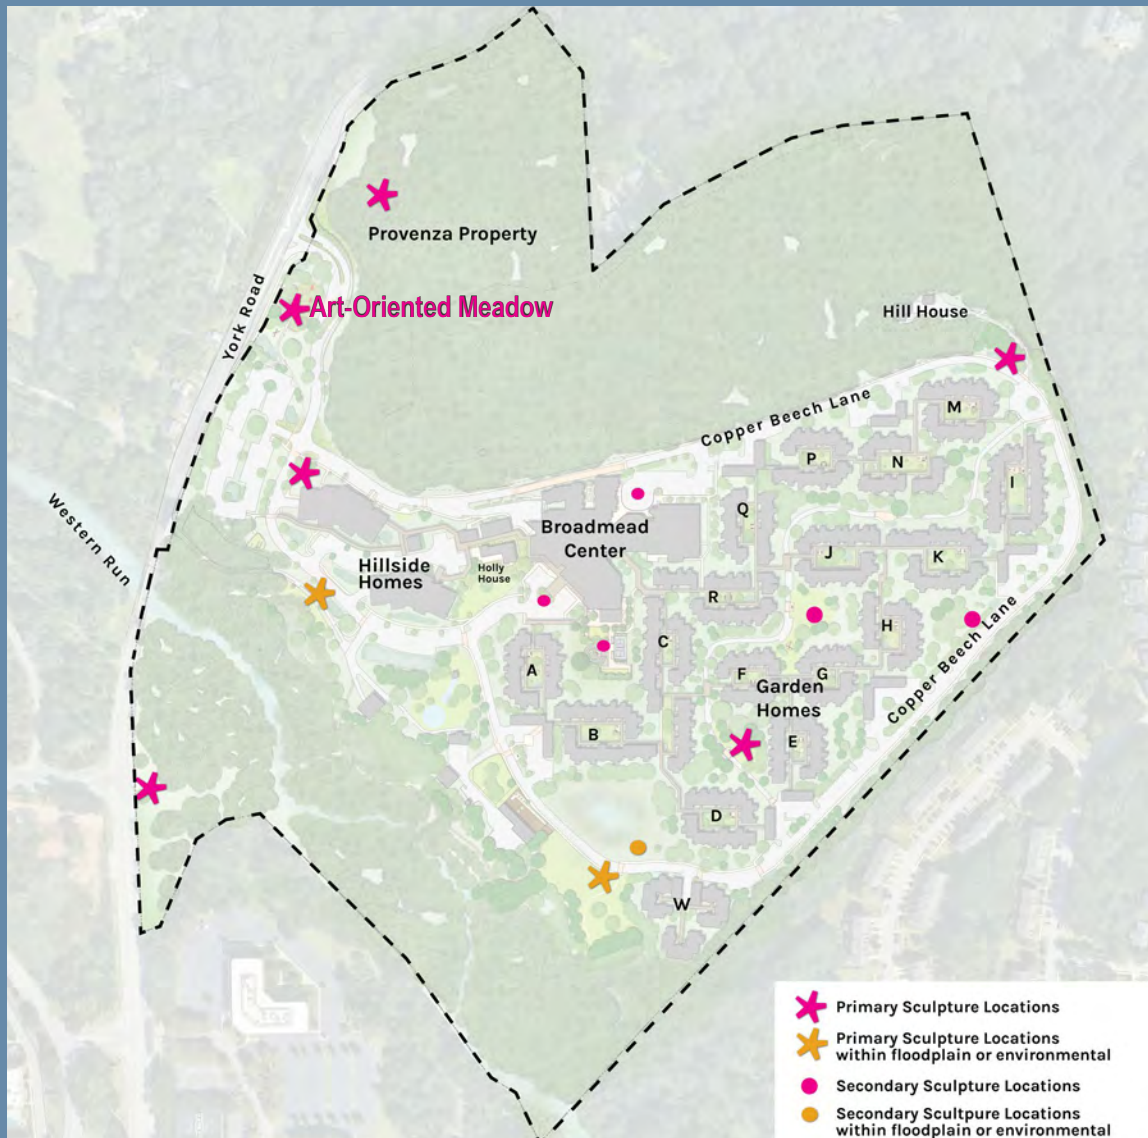 Provenza Property
Art-Oriented Meadow
York Road
Hill House
Copper Beech Lane
M
P
N
I
Q
Western Run
Broadmead
Center
Hillside
Homes
Holly
House
J
K
R
H
C
A
F
G
Garden
Homes
Copper Beech Lane
B
E
D
W
Primary Sculpture Locations
Primary Sculpture Locations
within floodplain or environmental
Secondary Sculpture Locations
Secondary Scultpure Locations
within floodplain or environmental